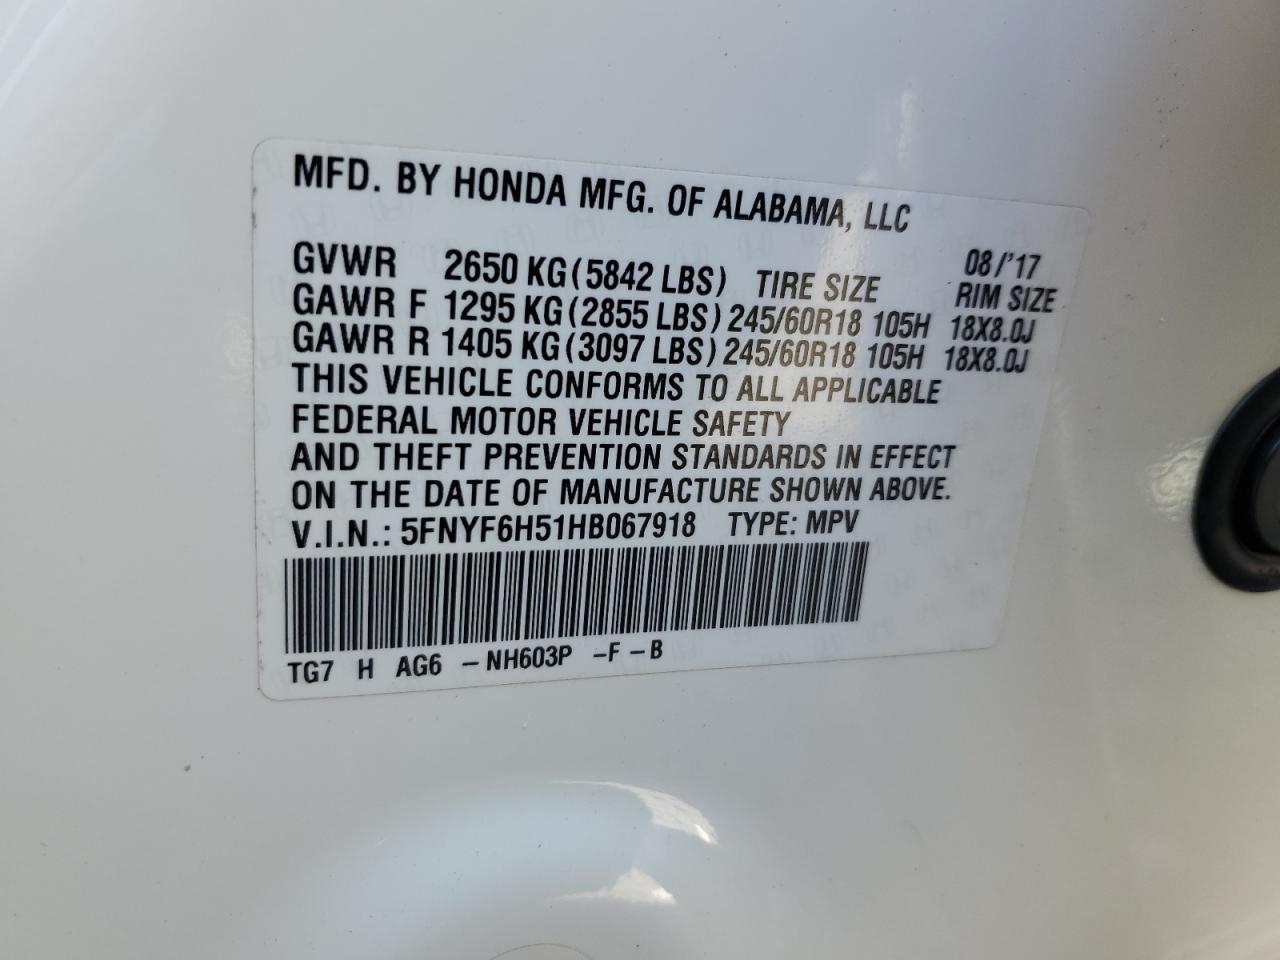 MFD. BY HONDA MFG. OF ALABAMA, LLC
08/'17
GVWR 2650 KG (5842 LBS) TIRE SIZE RIM SIZE
GAWR F 1295 KG (2855 LBS) 245/60R18 105H 18X8.0J
GAWR R 1405 KG (3097 LBS) 245/60R18 105H 18X8.0J
THIS VEHICLE CONFORMS TO ALL APPLICABLE
FEDERAL MOTOR VEHICLE SAFETY
AND THEFT PREVENTION STANDARDS IN EFFECT
ON THE DATE OF MANUFACTURE SHOWN ABOVE.
V.I.N.: 5FNYF6H51HB067918 TYPE: MPV
TG7 H AG6 –NH603P –F –B